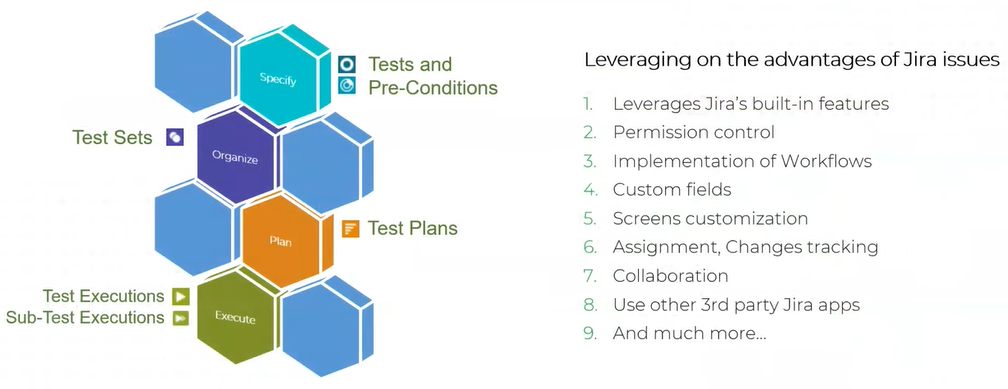 Specify
Tests and
Pre-Conditions
Test Sets
Organize
Plan
Test Plans
Test Executions
Sub-Test Executions
Execute
Leveraging on the advantages of Jira issues
1. Leverages Jira's built-in features
2. Permission control
3. Implementation of Workflows
4. Custom fields
5. Screens customization
6. Assignment, Changes tracking
7. Collaboration
8. Use other 3rd party Jira apps
9. And much more...